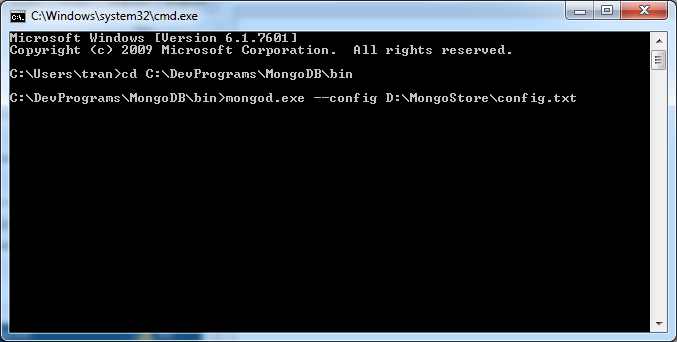 C:\Windows\system32\cmd.exe
Microsoft Windows [Version 6.1.7601]
Copyright (c) 2009 Microsoft Corporation.  All rights reserved.
C:\Users\tran>cd C:\DevPrograms\MongoDB\bin
C:\DevPrograms\MongoDB\bin>mongod.exe --config D:\MongoStore\config.txt